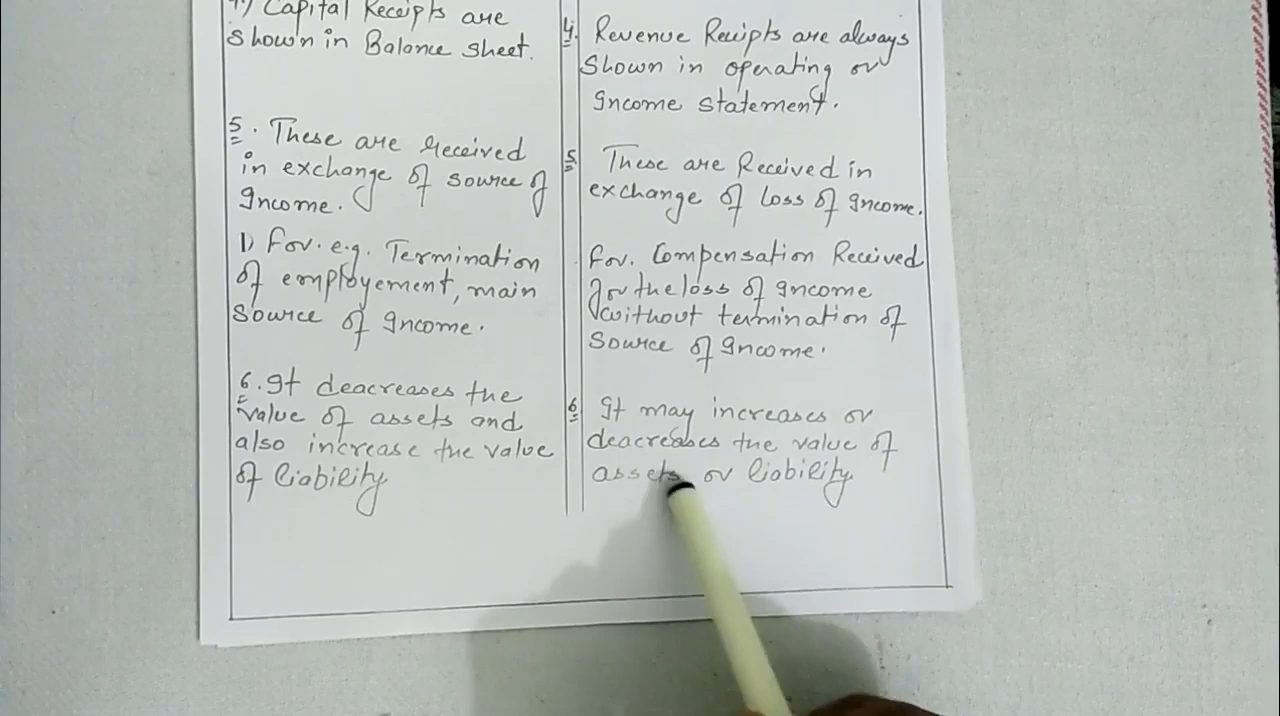 4.) Capital Receipts are
shown in Balance sheet.
5. These are received
in exchange of source of
Income.
1) For. e.g. Termination
of employement, main
source of Income.
6. It deacreases the
value of assets and
also increase the value
of liability
4. Revenue Recipts are always
shown in operating or
Income statement.
5. These are Received in
exchange of loss of Income.
For. Compensation Received
for the loss of Income
without termination of
source of Income.
6. It may increases or
deacreases the value of
assets or liability